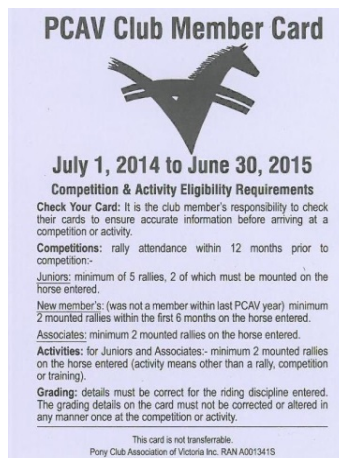 PCAV Club Member Card
July 1, 2014 to June 30, 2015
Competition & Activity Eligibility Requirements
Check Your Card: It is the club member's responsibility to check
their cards to ensure accurate information before arriving at a
competition or activity.
Competitions: rally attendance within 12 months prior to
competition:-
Juniors: minimum of 5 rallies, 2 of which must be mounted on the
horse entered.
New member's: (was not a member within last PCAV year) minimum
2 mounted rallies within the first 6 months on the horse entered.
Associates: minimum 2 mounted rallies on the horse entered.
Activities: for Juniors and Associates:- minimum 2 mounted rallies
on the horse entered (activity means other than a rally, competition
or training).
Grading: details must be correct for the riding discipline entered.
The grading details on the card must not be corrected or altered in
any manner once at the competition or activity.
This card is not transferrable.
Pony Club Association of Victoria Inc. RAN A001341S